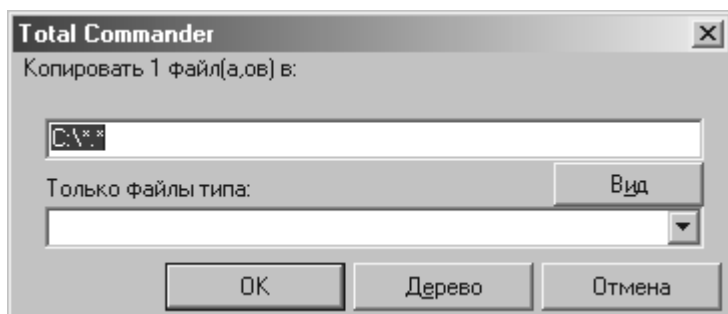 Total Commander
Копировать 1 файл(а,ов) в:
C:\*.*
Только файлы типа:
Вид
OK
Дерево
Отмена